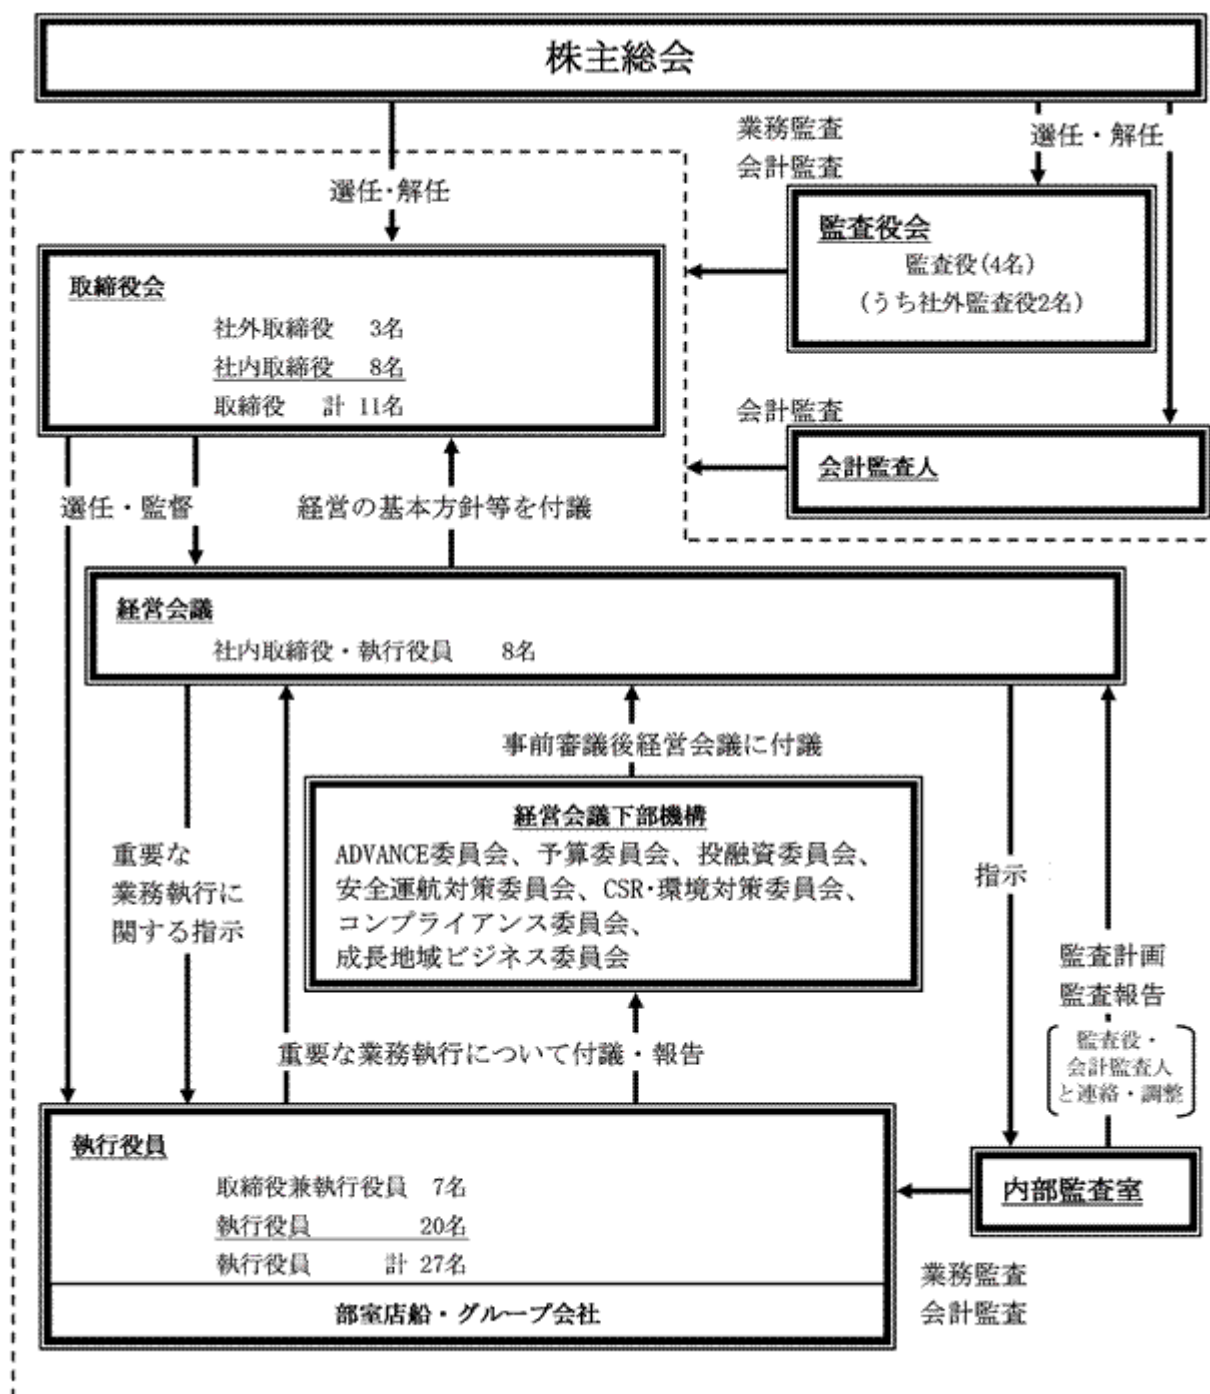 株主総会
業務監査
会計監査
選任・解任
選任・解任
監査役会
監査役(4名)
(うち社外監査役2名)
取締役会
社外取締役 3名
社内取締役 8名
取締役 計 11名
会計監査
会計監査人
選任・監督
経営の基本方針等を付議
経営会議
社内取締役・執行役員 8名
事前審議後経営会議に付議
経営会議下部機構
ADVANCE委員会、予算委員会、投融資委員会、
安全運航対策委員会、CSR・環境対策委員会、
コンプライアンス委員会、
成長地域ビジネス委員会
重要な
業務執行に
関する指示
指示
監査計画
監査報告
監査役・
会計監査人
と連絡・調整
重要な業務執行について付議・報告
執行役員
取締役兼執行役員 7名
執行役員 20名
執行役員 計 27名
部室店船・グループ会社
内部監査室
業務監査
会計監査